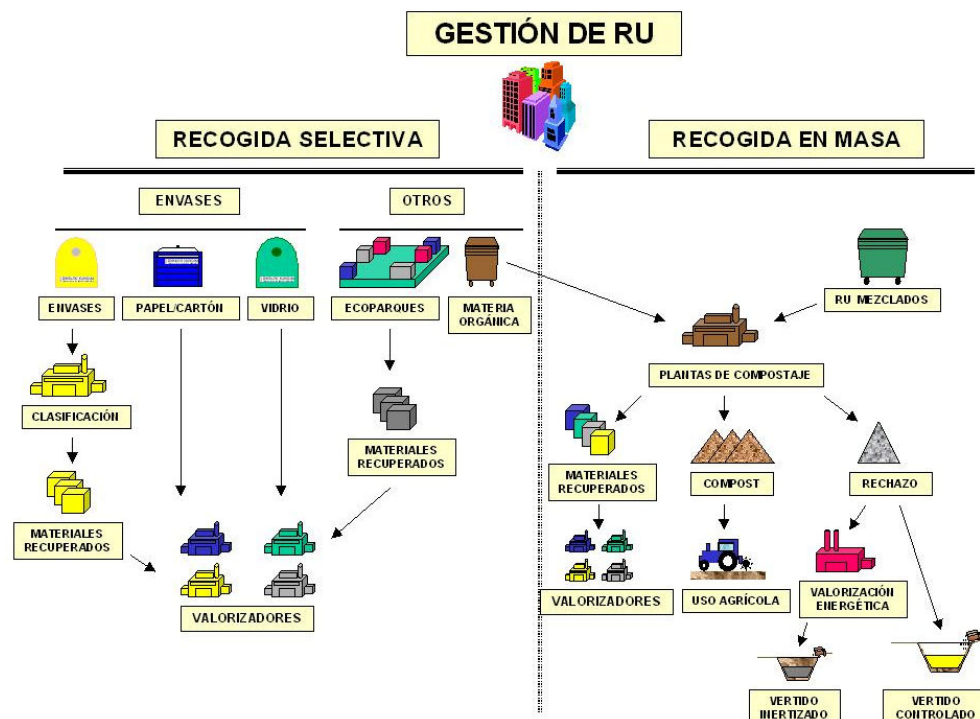 GESTIÓN DE RU
RECOGIDA SELECTIVA
RECOGIDA EN MASA
ENVASES
OTROS
ENVASES
PAPEL/CARTÓN
VIDRIO
ECOPARQUES
MATERIA
ORGÁNICA
RU MEZCLADOS
PLANTAS DE COMPOSTAJE
CLASIFICACIÓN
MATERIALES
RECUPERADOS
MATERIALES
RECUPERADOS
COMPOST
RECHAZO
MATERIALES
RECUPERADOS
VALORIZADORES
VALORIZADORES
USO AGRÍCOLA
VALORIZACIÓN
ENERGÉTICA
VERTIDO
INERTIZADO
VERTIDO
CONTROLADO